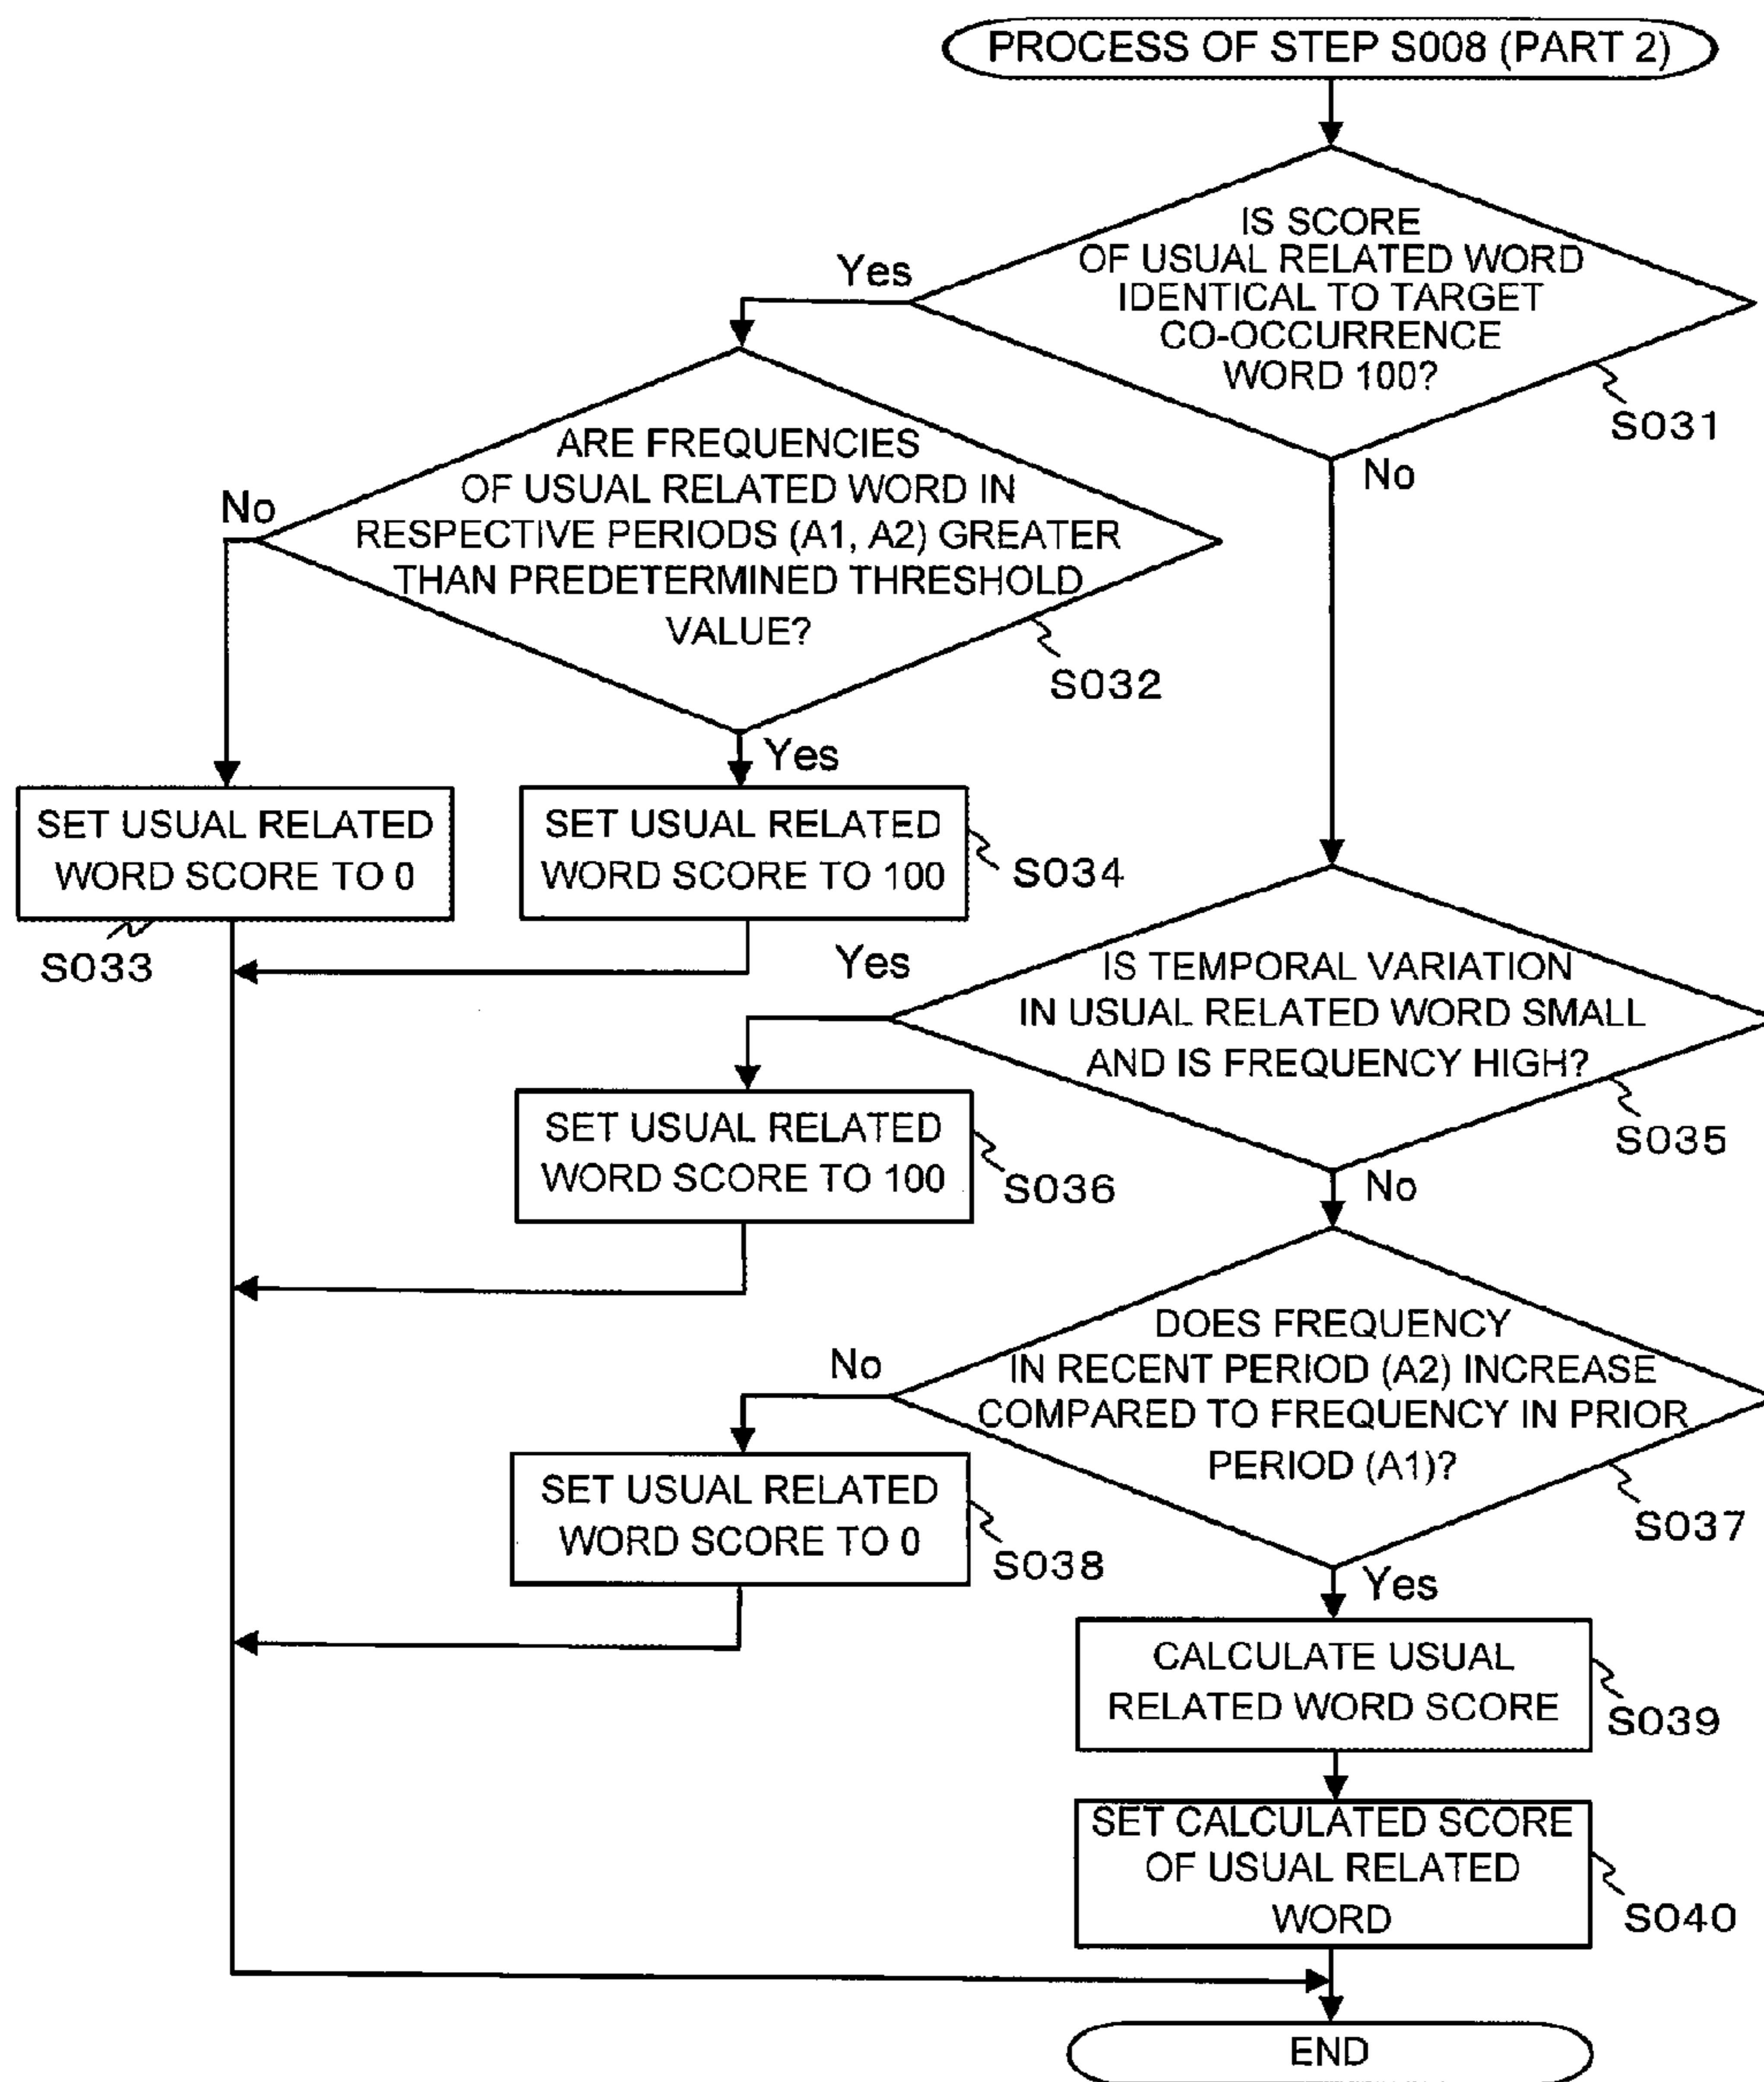 PROCESS OF STEP S008 (PART 2)
IS SCORE
OF USUAL RELATED WORD
IDENTICAL TO TARGET
CO-OCCURRENCE
WORD 100?
Yes
S031
No
ARE FREQUENCIES
OF USUAL RELATED WORD IN
RESPECTIVE PERIODS (A1, A2) GREATER
THAN PREDETERMINED THRESHOLD
VALUE?
No
S032
Yes
SET USUAL RELATED
WORD SCORE TO 0
S033
SET USUAL RELATED
WORD SCORE TO 100
S034
Yes
IS TEMPORAL VARIATION
IN USUAL RELATED WORD SMALL
AND IS FREQUENCY HIGH?
S035
SET USUAL RELATED
WORD SCORE TO 100
S036
No
DOES FREQUENCY
IN RECENT PERIOD (A2) INCREASE
COMPARED TO FREQUENCY IN PRIOR
PERIOD (A1)?
No
S037
SET USUAL RELATED
WORD SCORE TO 0
S038
Yes
CALCULATE USUAL
RELATED WORD SCORE
S039
SET CALCULATED SCORE
OF USUAL RELATED
WORD
S040
END